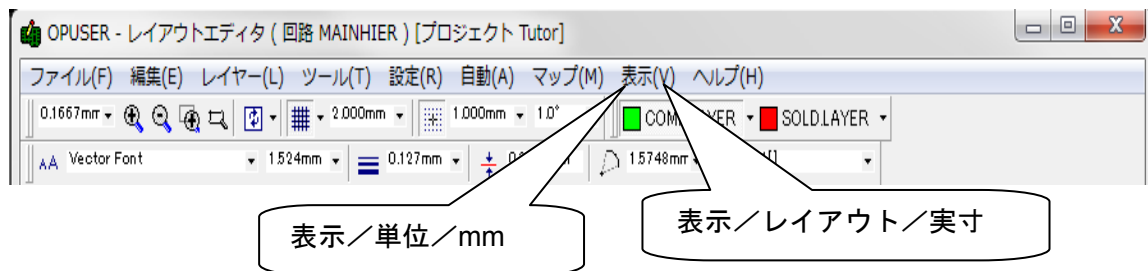 OPUSER - レイアウトエディタ ( 回路 MAINHIER ) [プロジェクト Tutor]
ファイル(F) 編集(E) レイヤー(L) ツール(T) 設定(R) 自動(A) マップ(M) 表示(V) ヘルプ(H)
0.1667mm 2.000mm 1.000mm 1.0° SOLD.LAYER
AA Vector Font 1.524mm 0.127mm 1.5748mm
表示／単位／mm
表示／レイアウト／実寸